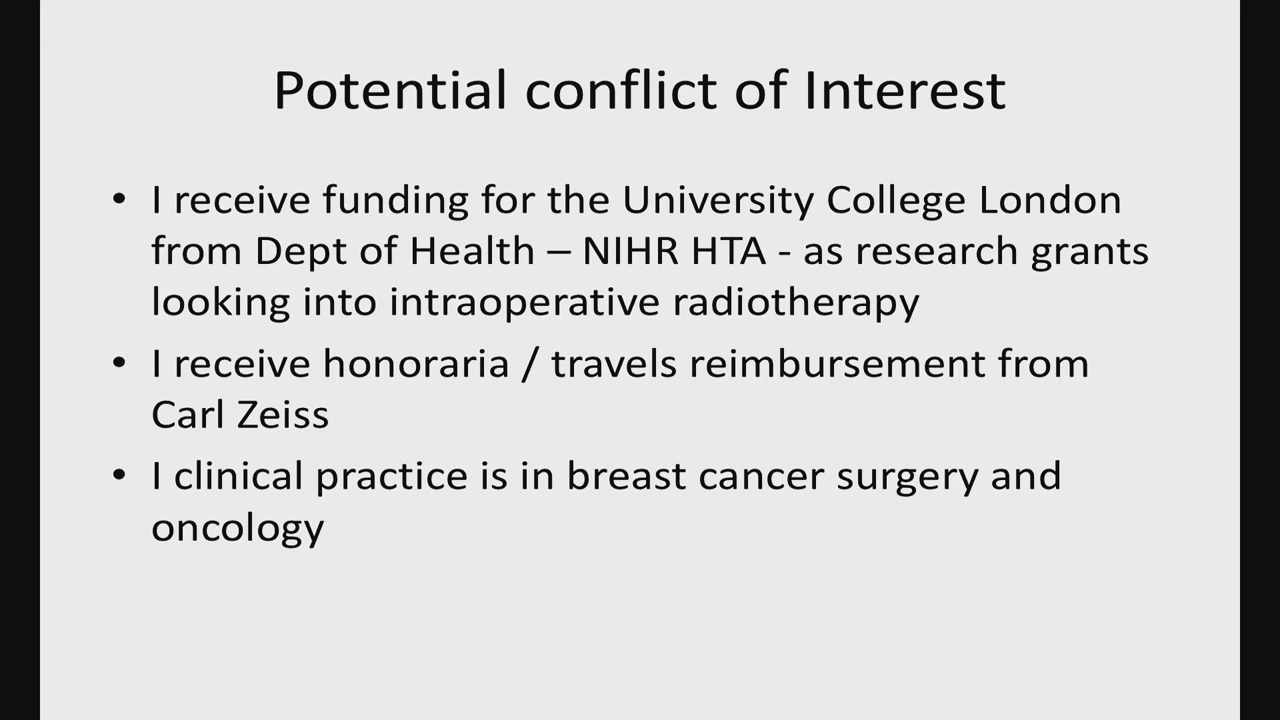 Potential conflict of Interest
• I receive funding for the University College London
from Dept of Health – NIHR HTA - as research grants
looking into intraoperative radiotherapy
• I receive honoraria / travels reimbursement from
Carl Zeiss
• I clinical practice is in breast cancer surgery and
oncology